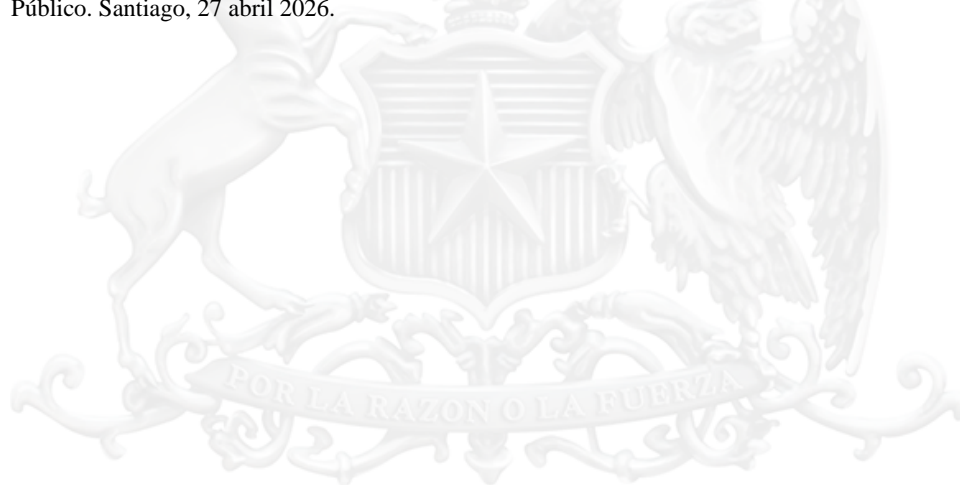 Público. Santiago, 27 abril 2026.
POR LA RAZON O LA FUERZA